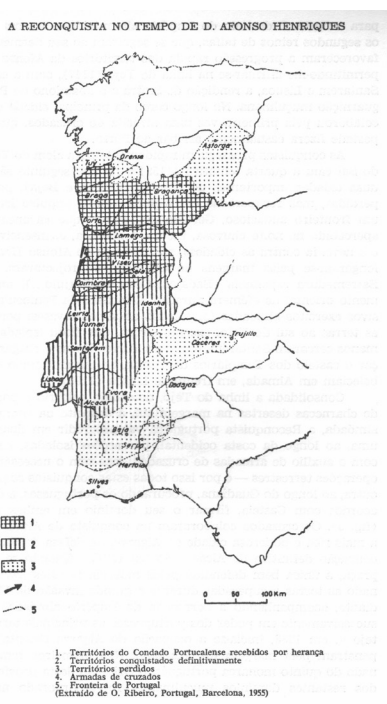 A RECONQUISTA NO TEMPO DE D. AFONSO HENRIQUES
Astorga
Orense
Tuy
Bragança
Braga
Porto
Lamego
Viseu
Seia
Coimbra
Idanha
Leiria
Tomar
Trujillo
Cáceres
Santarém
Badajoz
Lisboa
Évora
Alcácer
Beja
Serpa
Mertola
Silves
1
2
3
4
5
0 50 100 Km
1. Territórios do Condado Portucalense recebidos por herança
2. Territórios conquistados definitivamente
3. Territórios perdidos
4. Armadas de cruzados
5. Fronteira de Portugal
(Extraído de O. Ribeiro, Portugal, Barcelona, 1955)